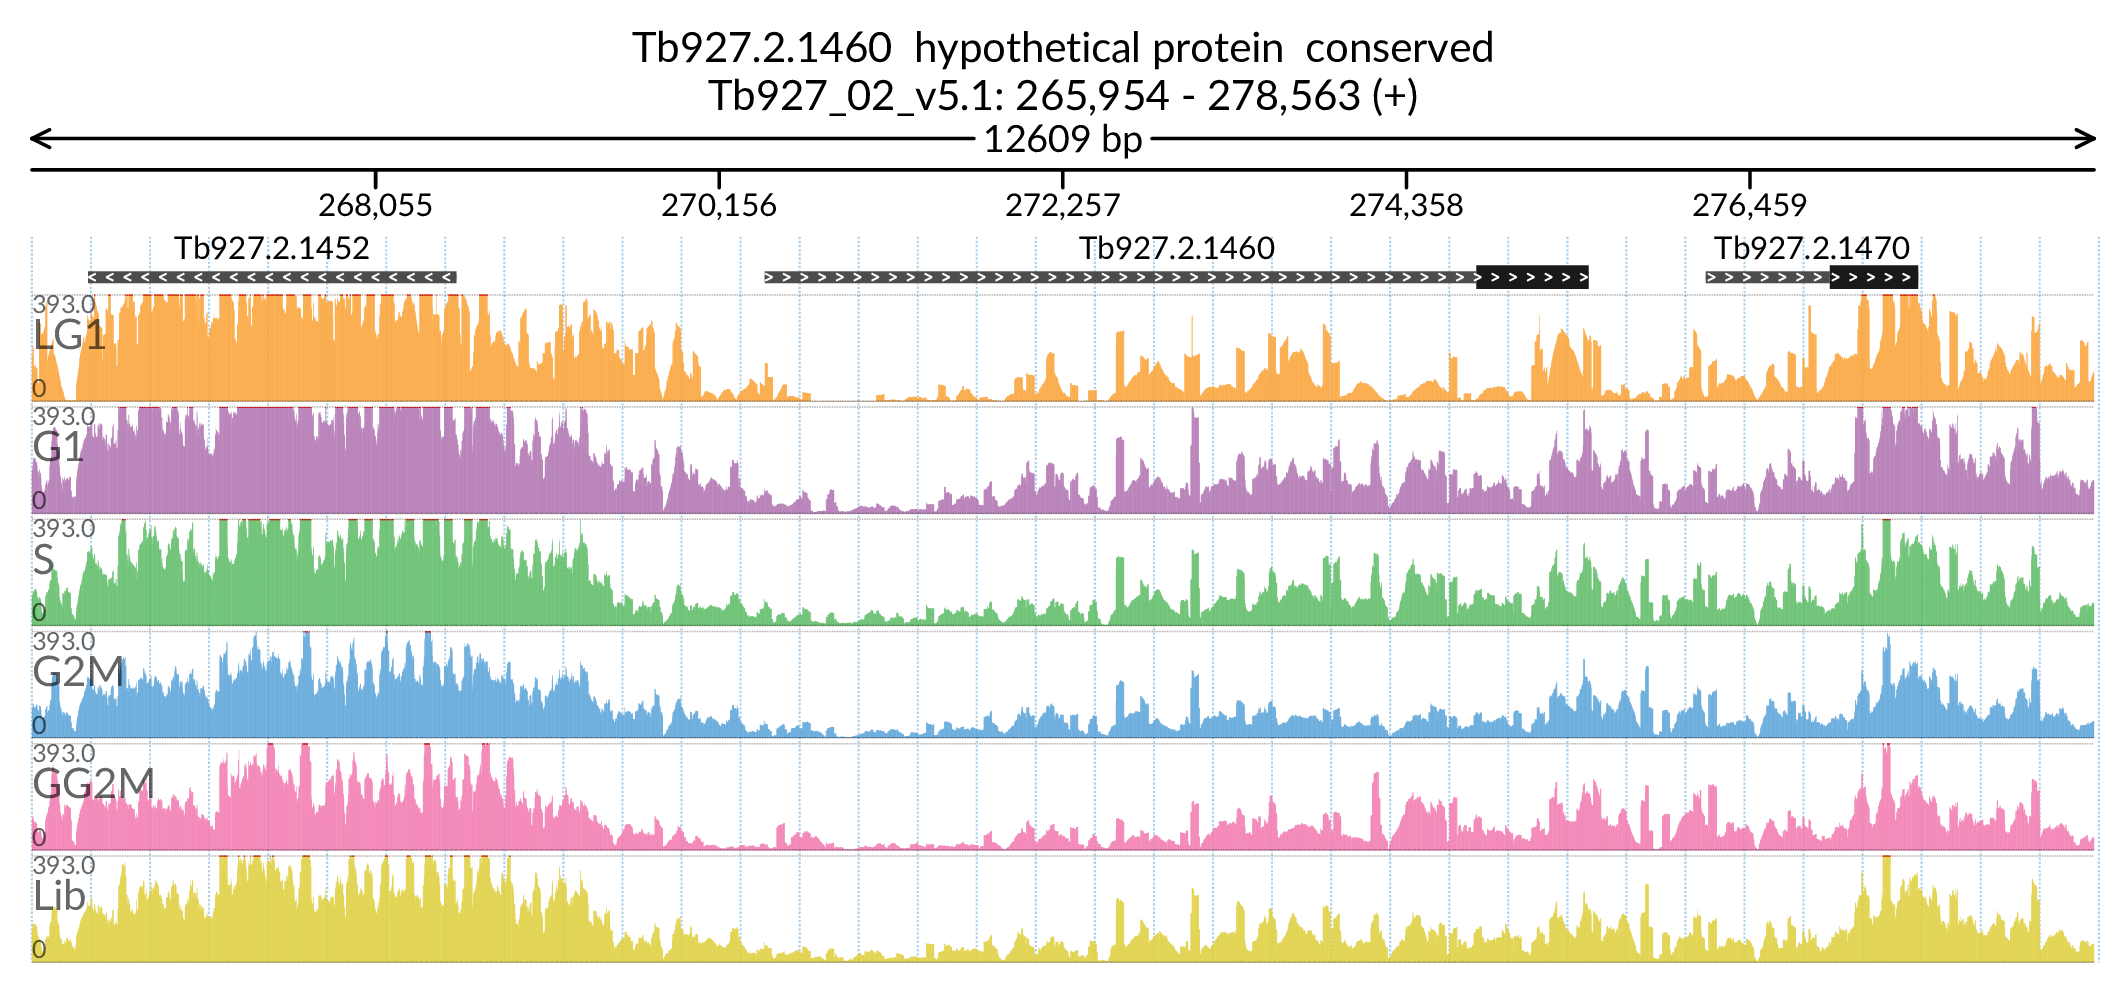 Tb927.2.1460  hypothetical protein  conserved
Tb927_02_v5.1: 265,954 - 278,563 (+)
12609 bp
268,055 270,156 272,257 274,358 276,459
Tb927.2.1452 Tb927.2.1460 Tb927.2.1470
393.0
LG1
0
393.0
G1
0
393.0
S
0
393.0
G2M
0
393.0
GG2M
0
393.0
Lib
0